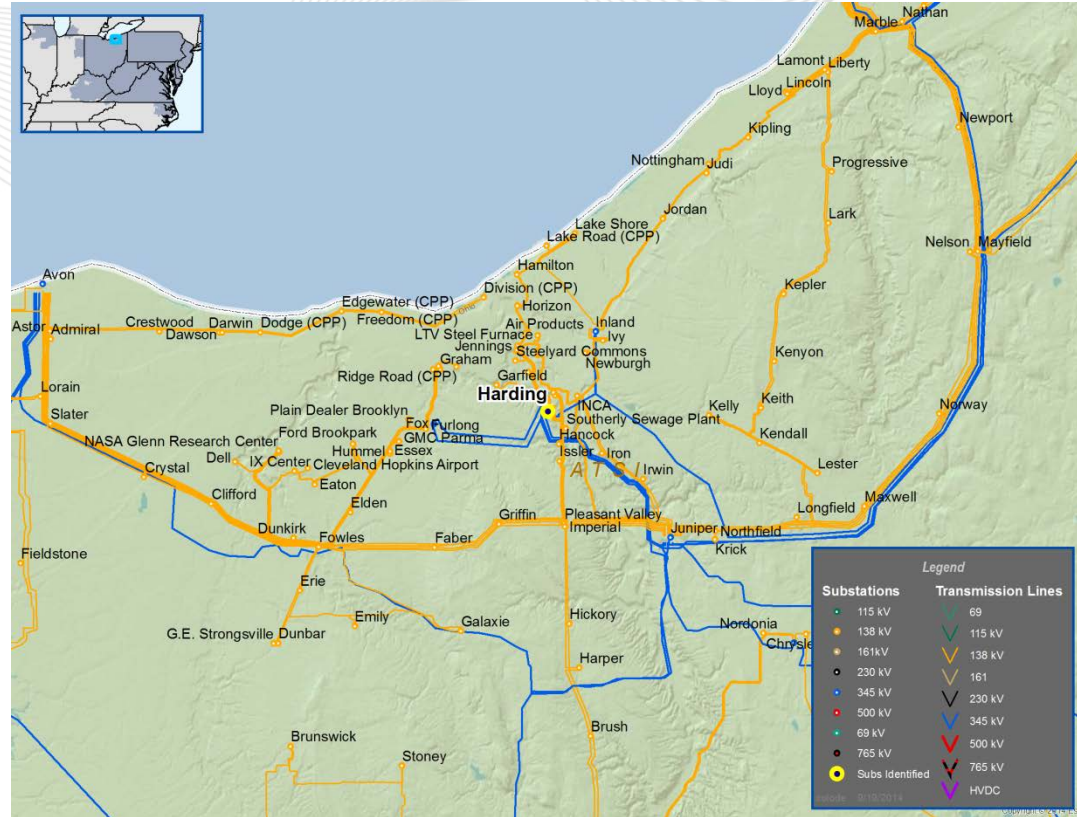 Nathan
Marble
Lamont Liberty
Lincoln
Lloyd
Kipling
Newport
Nottingham Judi
Progressive
Jordan
Lark
Lake Shore
Lake Road (CPP)
Nelson Mayfield
Hamilton
Avon
Kepler
Division (CPP)
Edgewater (CPP)
Horizon
Freedom (CPP)
Crestwood Darwin Dodge (CPP)
Astor Admiral
Dawson
Air Products
Inland
LTV Steel Furnace
Ivy
Jennings Steelyard Commons
Graham
Newburgh
Kenyon
Ridge Road (CPP)
Garfield
Lorain
Harding
INCA
Kelly Keith
Norway
Slater
Plain Dealer Brooklyn
Fox Furlong
Southerly Sewage Plant
NASA Glenn Research Center
Ford Brookpark
GMC Parma
Hancock
Kendall
Hummel Essex
Issler Iron
Dell IX Center Cleveland Hopkins Airport
ATSI
Irwin
Lester
Crystal
Eaton
Clifford
Elden
Maxwell
Longfield
Griffin
Pleasant Valley
Imperial
Juniper Northfield
Dunkirk
Fowles
Faber
Krick
Fieldstone
Erie
Emily
Galaxie
Hickory
Nordonia
G.E. Strongsville Dunbar
Harper
Brush
Brunswick
Stoney
Legend
Substations Transmission Lines
115 kV 69
138 kV 115 kV
161kV 138 kV
230 kV 161
345 kV 230 kV
500 kV 345 kV
69 kV 500 kV
765 kV 765 kV
Subs Identified HVDC